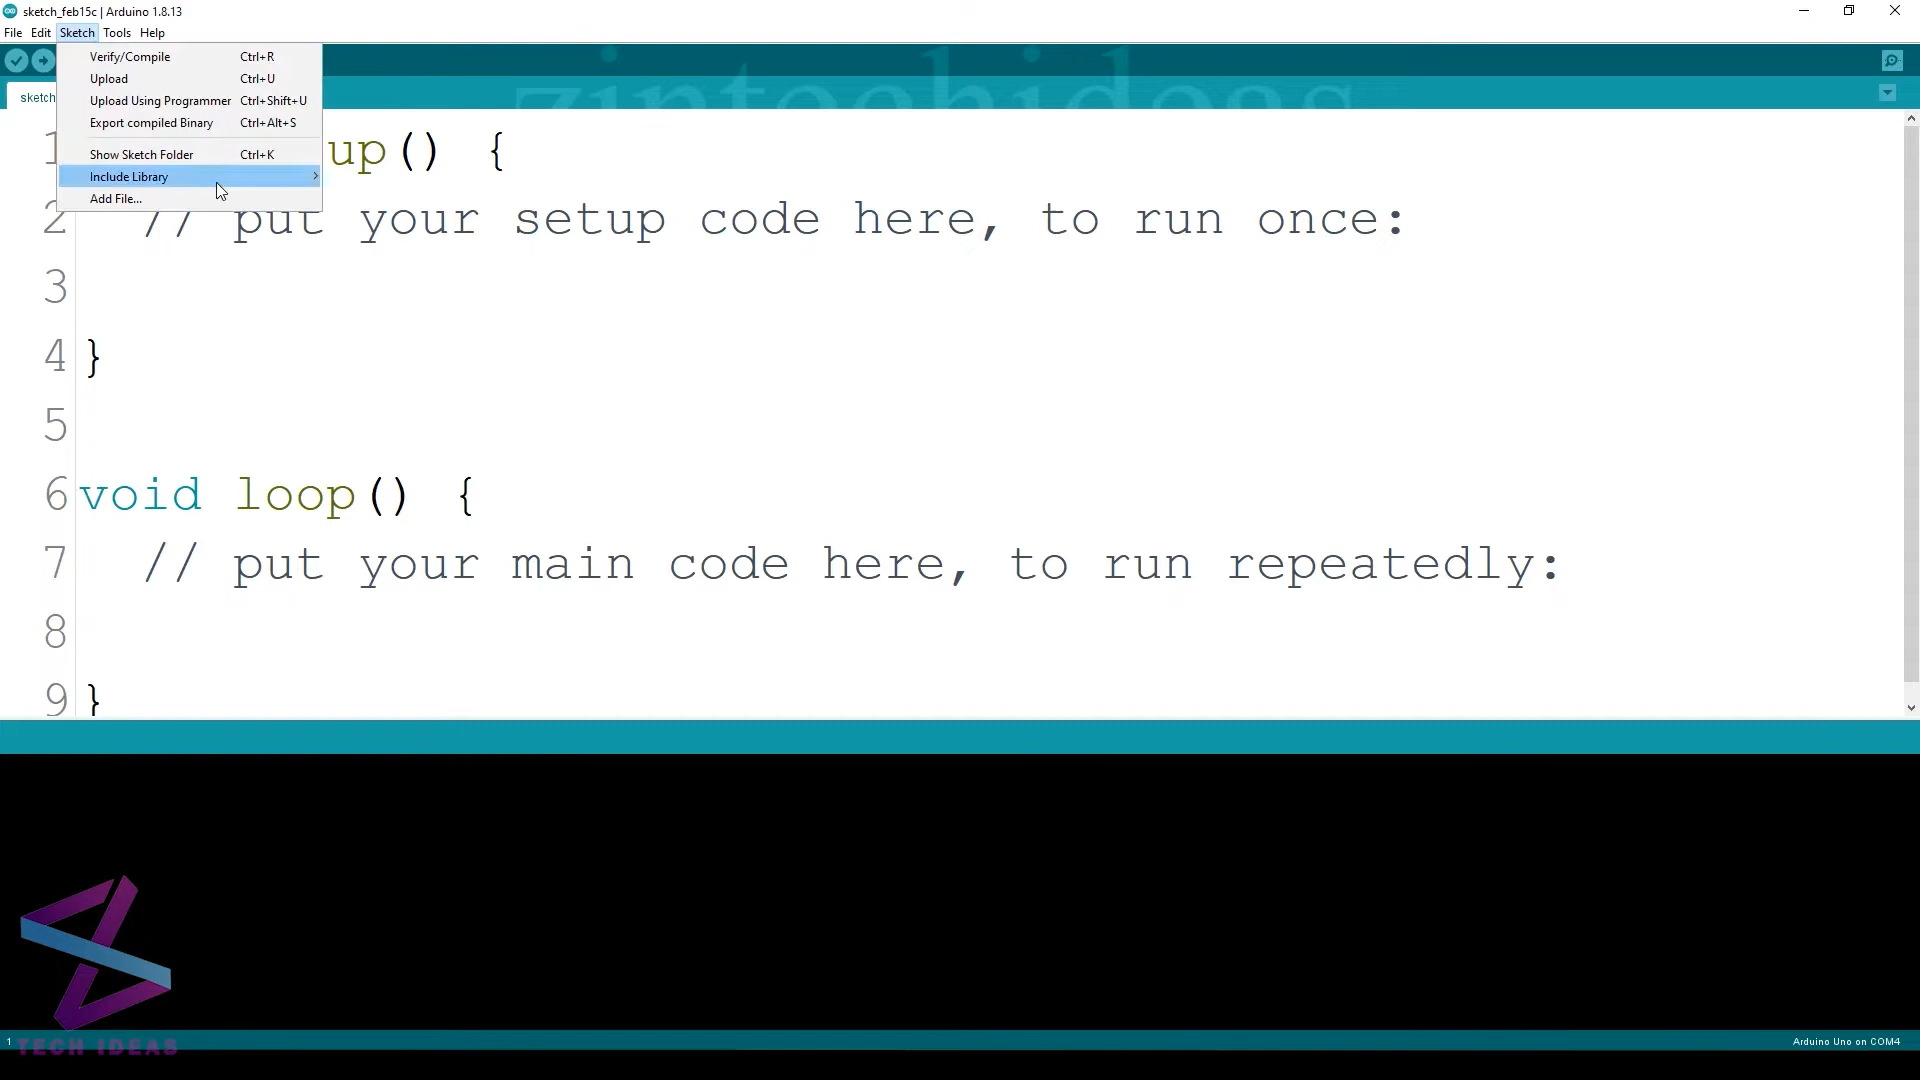 sketch_feb15c | Arduino 1.8.13
File Edit Sketch Tools Help
Verify/Compile Ctrl+R
Upload Ctrl+U
Upload Using Programmer Ctrl+Shift+U
Export compiled Binary Ctrl+Alt+S
Show Sketch Folder Ctrl+K
Include Library
Add File...
sketch
zintechideas
1 up() {
2 // put your setup code here, to run once:
3
4 }
5
6 void loop() {
7 // put your main code here, to run repeatedly:
8
9 }
TECH IDEAS
1
Arduino Uno on COM4